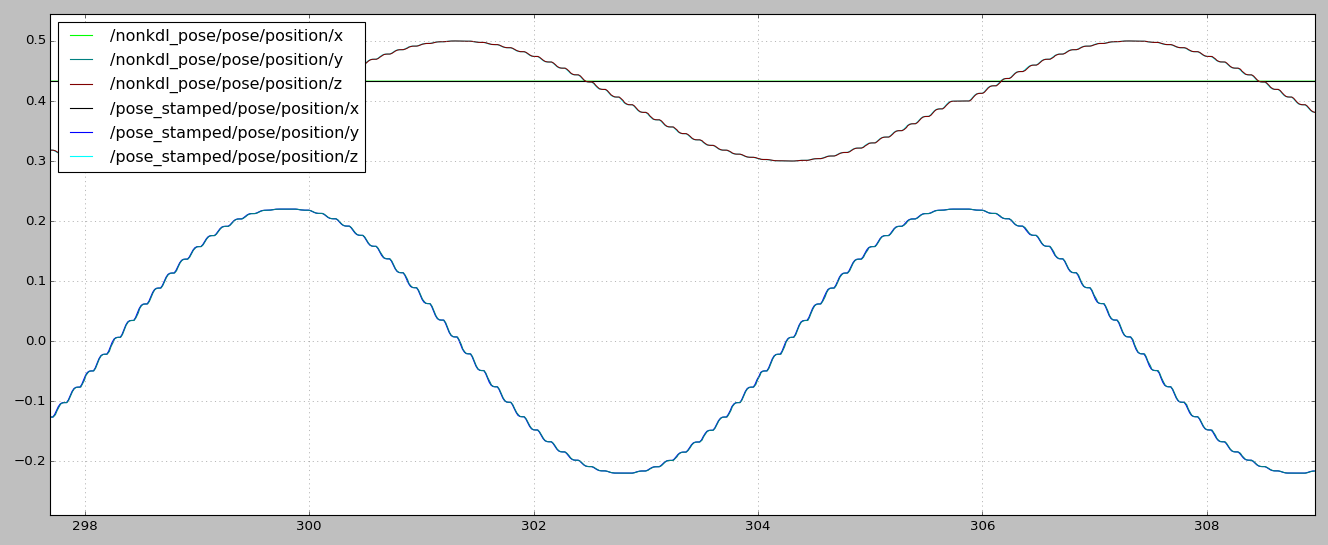 0.5
0.4
0.3
0.2
0.1
0.0
−0.1
−0.2
/nonkdl_pose/pose/position/x
/nonkdl_pose/pose/position/y
/nonkdl_pose/pose/position/z
/pose_stamped/pose/position/x
/pose_stamped/pose/position/y
/pose_stamped/pose/position/z
298 300 302 304 306 308